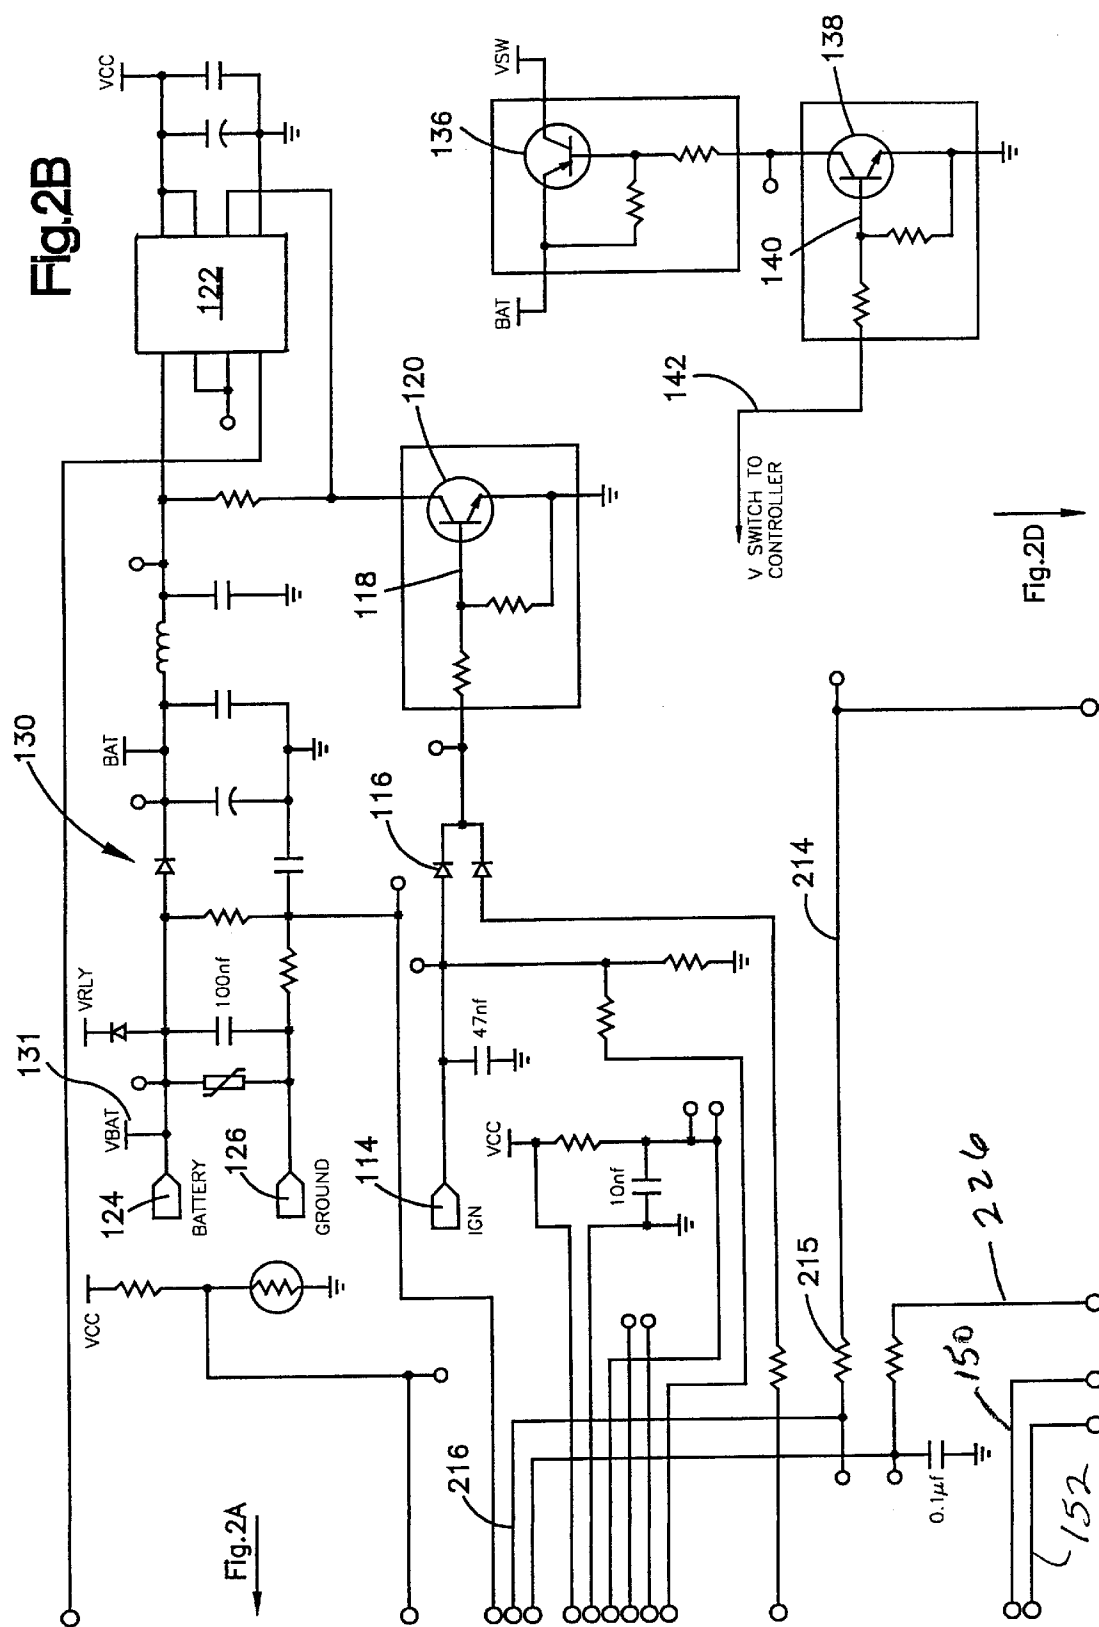 Fig.2B
VCC
122
136
VSW
BAT
138
140
142
V SWITCH TO
CONTROLLER
Fig.2D
120
118
130
BAT
116
VRLY
131
VBAT
100nf
124
BATTERY
126
GROUND
114
IGN
47nf
VCC
10nf
VCC
Fig.2A
216
214
215
226
150
152
0.1µf